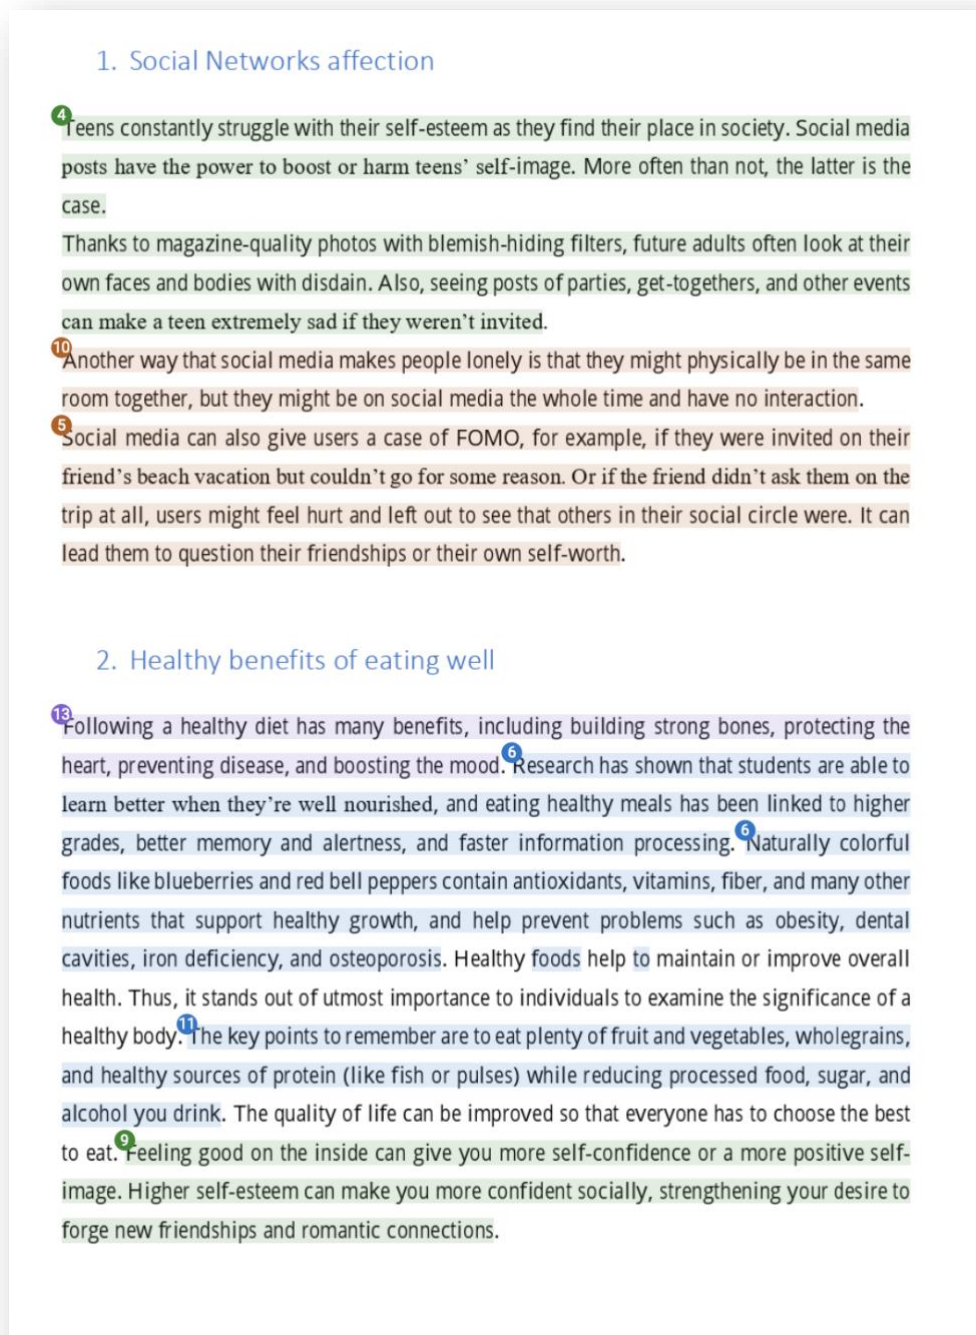 1. Social Networks affection
4
Teens constantly struggle with their self-esteem as they find their place in society. Social media
posts have the power to boost or harm teens’ self-image. More often than not, the latter is the
case.
Thanks to magazine-quality photos with blemish-hiding filters, future adults often look at their
own faces and bodies with disdain. Also, seeing posts of parties, get-togethers, and other events
can make a teen extremely sad if they weren’t invited.
10
Another way that social media makes people lonely is that they might physically be in the same
room together, but they might be on social media the whole time and have no interaction.
5
Social media can also give users a case of FOMO, for example, if they were invited on their
friend’s beach vacation but couldn’t go for some reason. Or if the friend didn’t ask them on the
trip at all, users might feel hurt and left out to see that others in their social circle were. It can
lead them to question their friendships or their own self-worth.
2. Healthy benefits of eating well
13
Following a healthy diet has many benefits, including building strong bones, protecting the
heart, preventing disease, and boosting the mood. 6 Research has shown that students are able to
learn better when they’re well nourished, and eating healthy meals has been linked to higher
grades, better memory and alertness, and faster information processing. 6 Naturally colorful
foods like blueberries and red bell peppers contain antioxidants, vitamins, fiber, and many other
nutrients that support healthy growth, and help prevent problems such as obesity, dental
cavities, iron deficiency, and osteoporosis. Healthy foods help to maintain or improve overall
health. Thus, it stands out of utmost importance to individuals to examine the significance of a
healthy body. 11 The key points to remember are to eat plenty of fruit and vegetables, wholegrains,
and healthy sources of protein (like fish or pulses) while reducing processed food, sugar, and
alcohol you drink. The quality of life can be improved so that everyone has to choose the best
to eat. 9 Feeling good on the inside can give you more self-confidence or a more positive self-
image. Higher self-esteem can make you more confident socially, strengthening your desire to
forge new friendships and romantic connections.